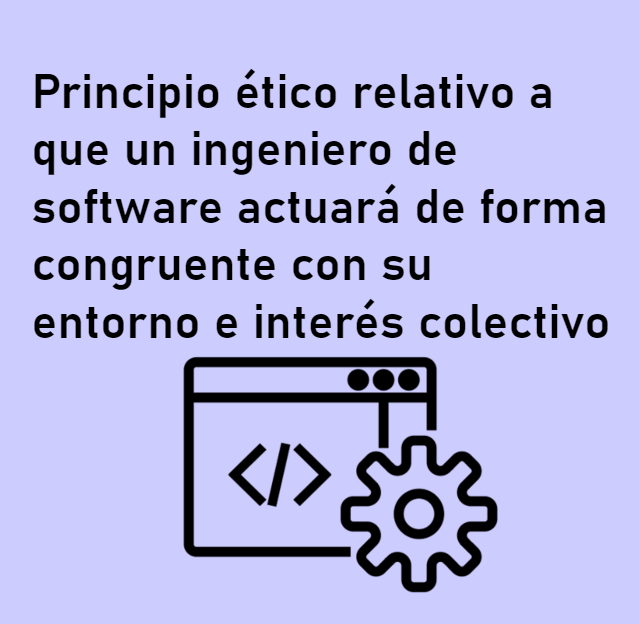 Principio ético relativo a
que un ingeniero de
software actuará de forma
congruente con su
entorno e interés colectivo
</>